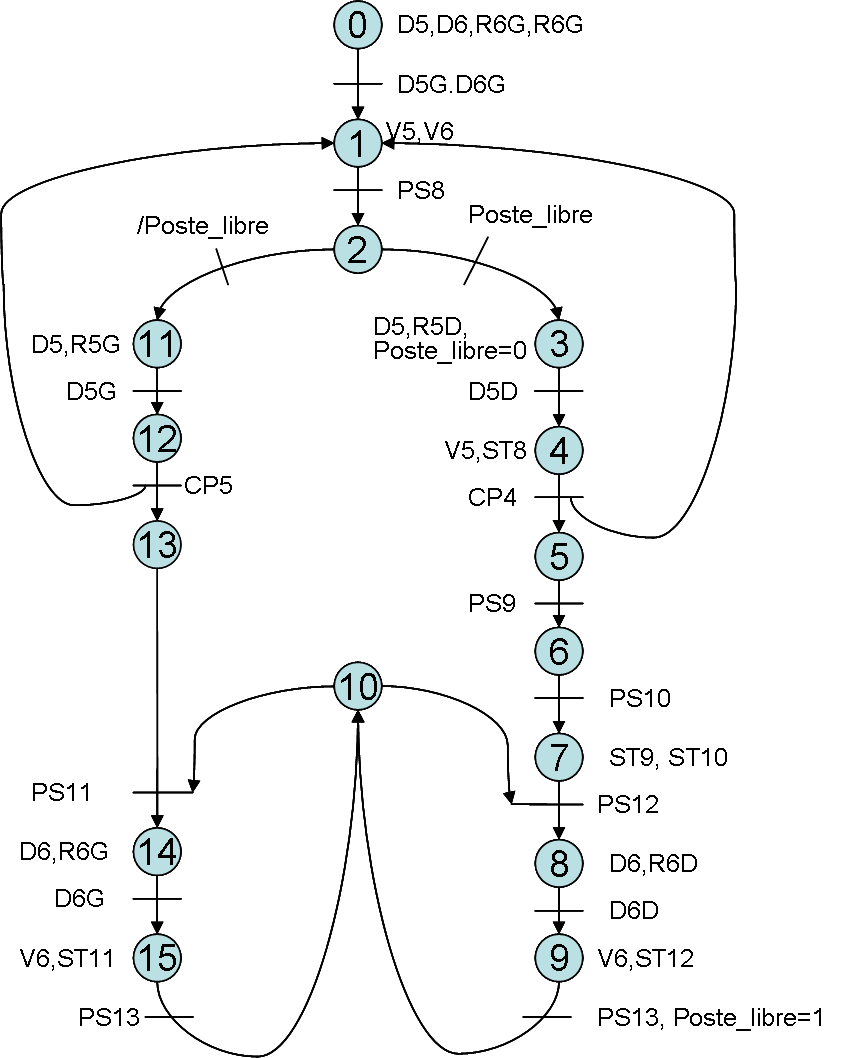 0 D5,D6,R6G,R6G
D5G.D6G
1 V5,V6
PS8
/Poste_libre
Poste_libre
2
D5,R5G 11
D5,R5D,
Poste_libre=0 3
D5G
D5D
12
V5,ST8 4
CP5
CP4
13
5
PS9
6
10
PS10
7 ST9, ST10
PS11
PS12
D6,R6G 14
8 D6,R6D
D6G
D6D
V6,ST11 15
9 V6,ST12
PS13
PS13, Poste_libre=1